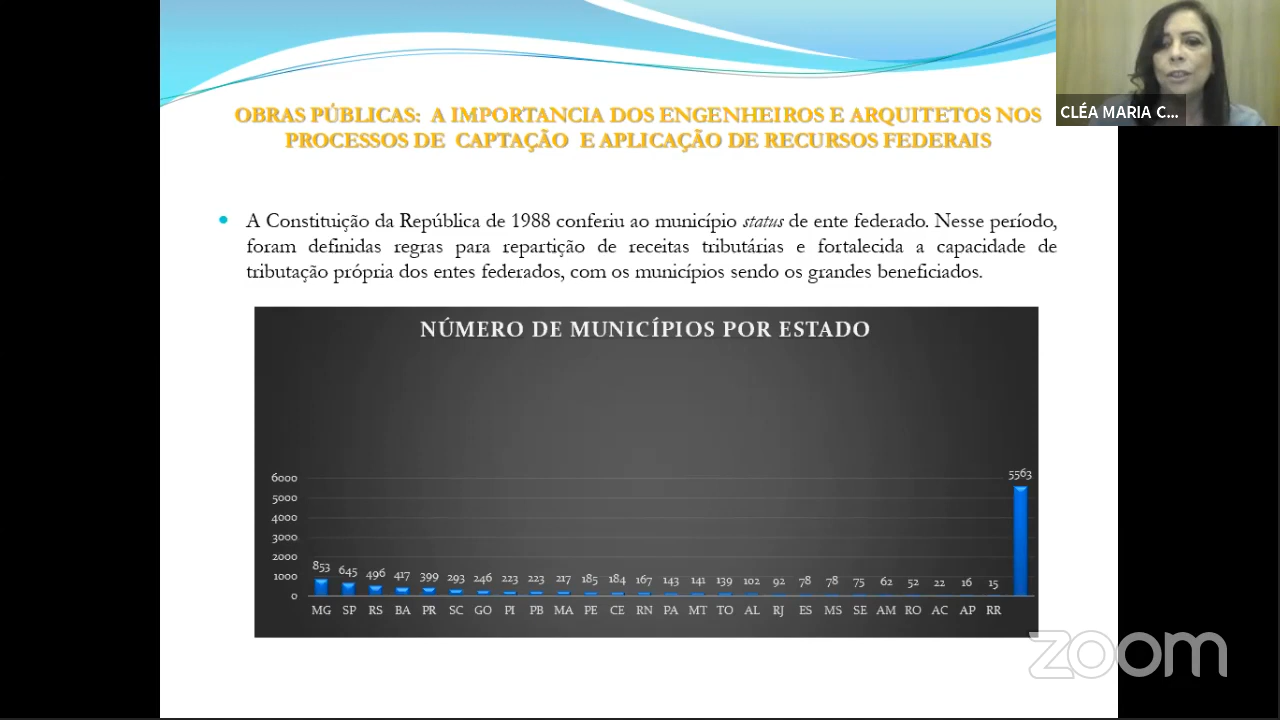 OBRAS PÚBLICAS: A IMPORTANCIA DOS ENGENHEIROS E ARQUITETOS NOS
PROCESSOS DE CAPTAÇÃO E APLICAÇÃO DE RECURSOS FEDERAIS
CLÉA MARIA C...
• A Constituição da República de 1988 conferiu ao município status de ente federado. Nesse período,
foram definidas regras para repartição de receitas tributárias e fortalecida a capacidade de
tributação própria dos entes federados, com os municípios sendo os grandes beneficiados.
NÚMERO DE MUNICÍPIOS POR ESTADO
6000
5000
4000
3000
2000
1000
0
853 645 496 417 399 293 246 223 223 217 185 184 167 143 141 139 102 92 78 78 75 62 52 22 16 15 5563
MG SP RS BA PR SC GO PI PB MA PE CE RN PA MT TO AL RJ ES MS SE AM RO AC AP RR
zoom